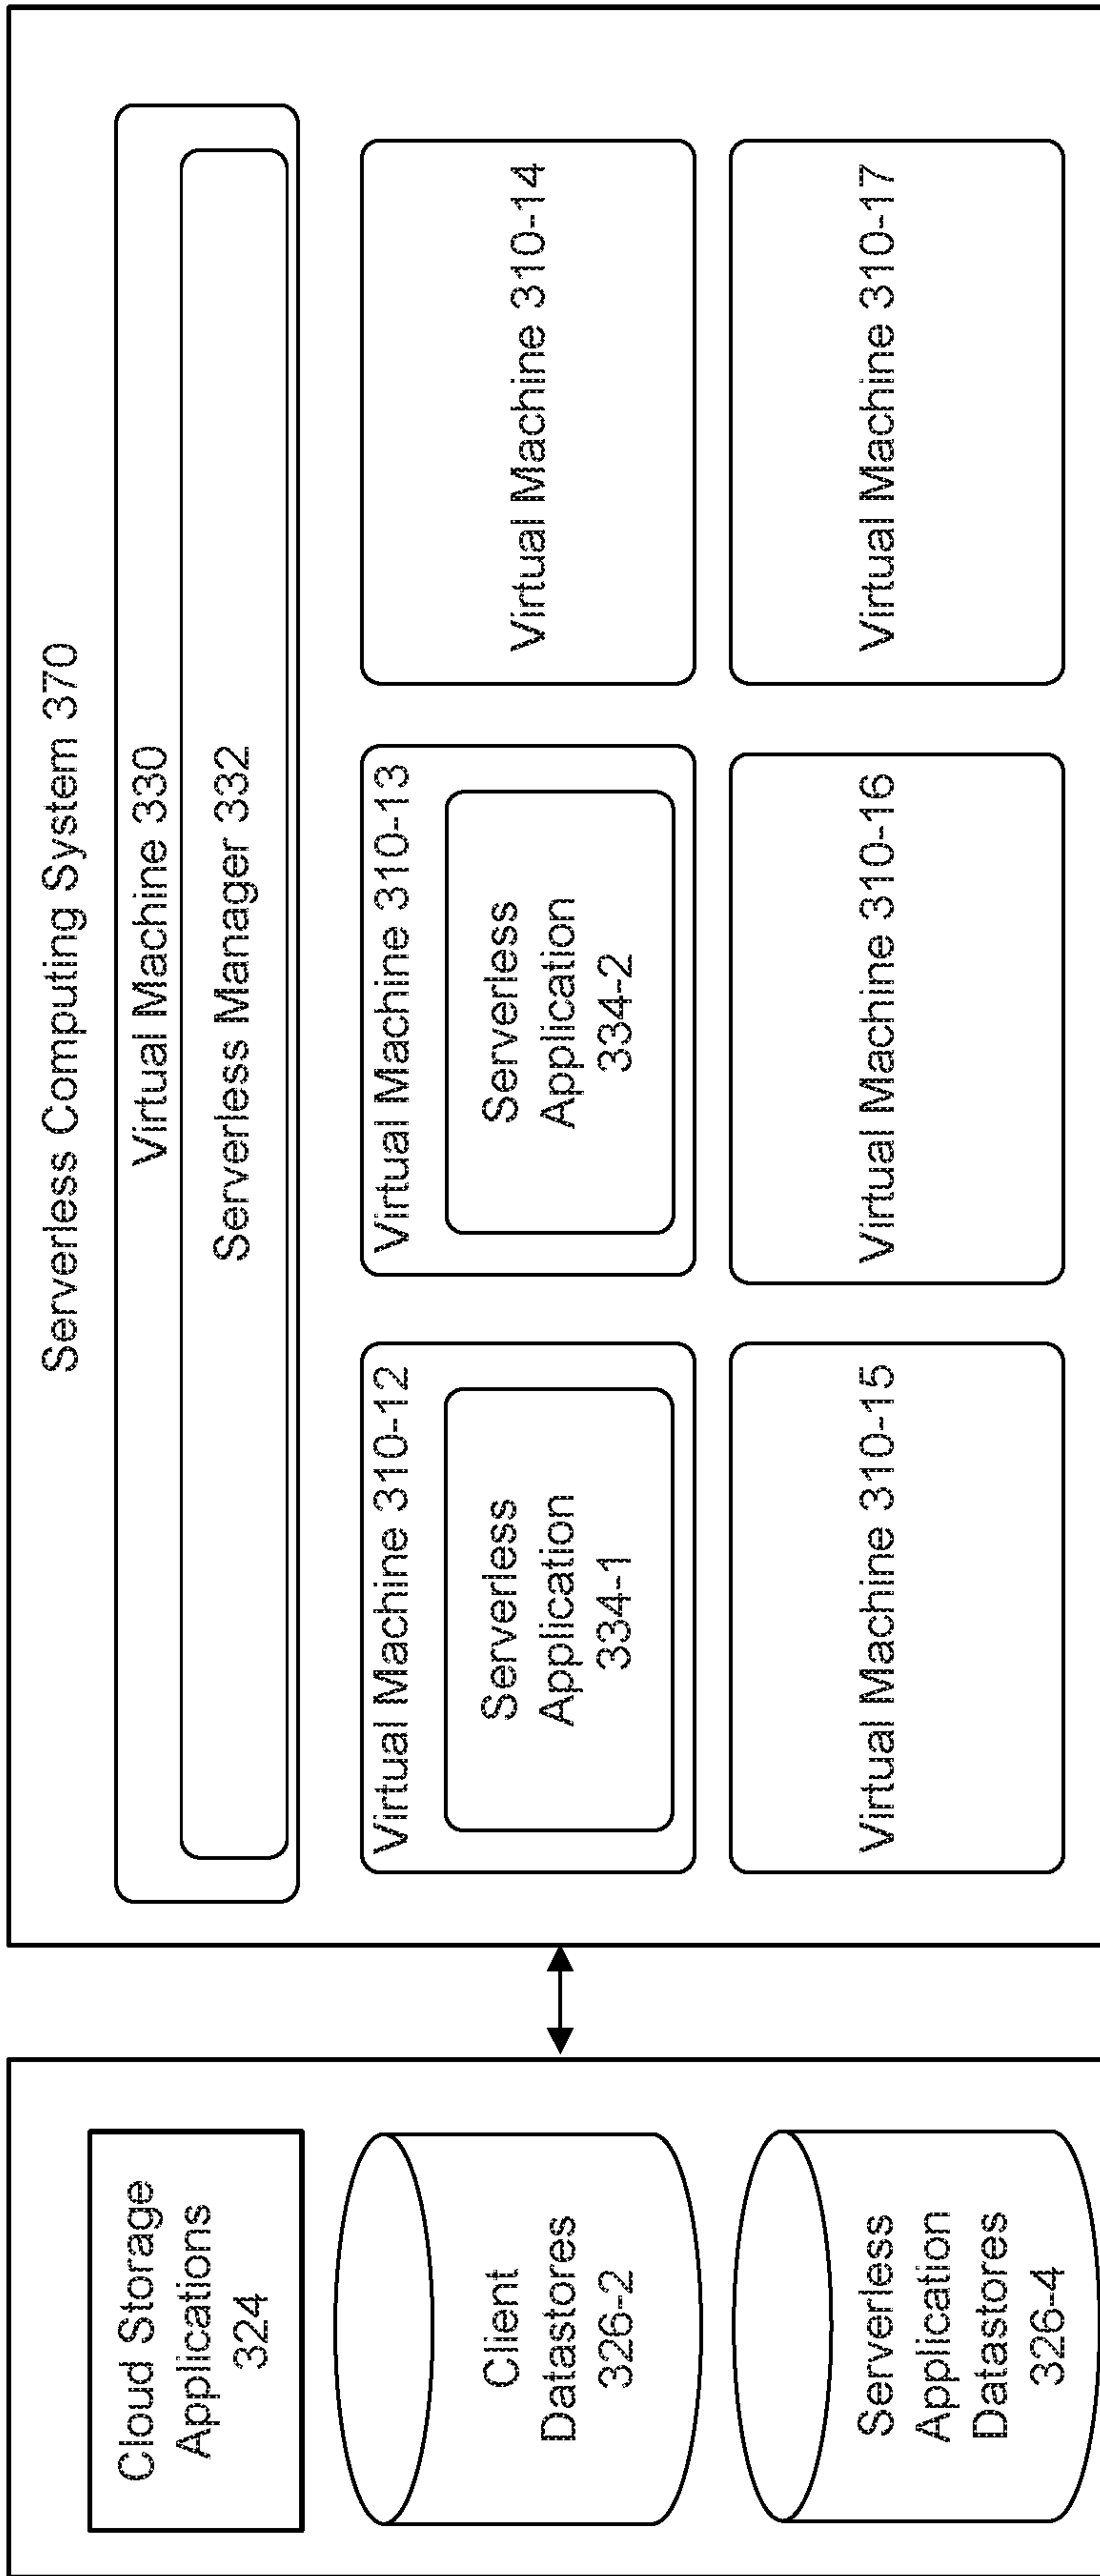 Cloud Storage
Applications
324
Client
Datastores
326-2
Serverless
Application
Datastores
326-4
Serverless Computing System 370
Virtual Machine 330
Serverless Manager 332
Virtual Machine 310-12
Serverless
Application
334-1
Virtual Machine 310-13
Serverless
Application
334-2
Virtual Machine 310-14
Virtual Machine 310-15
Virtual Machine 310-16
Virtual Machine 310-17